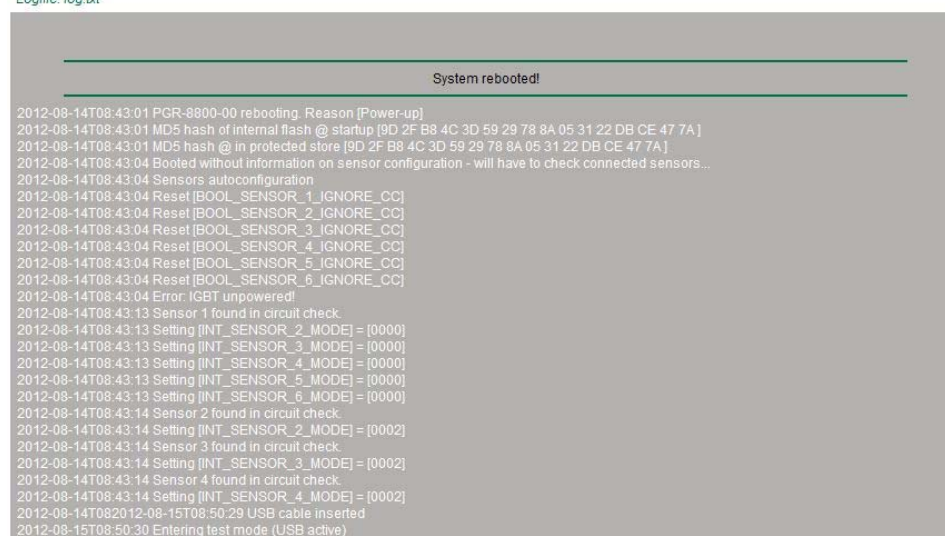 Logfile: log.txt
System rebooted!
2012-08-14T08:43:01 PGR-8800-00 rebooting. Reason [Power-up]
2012-08-14T08:43:01 MD5 hash of internal flash @ startup [9D 2F B8 4C 3D 59 29 78 8A 05 31 22 DB CE 47 7A ]
2012-08-14T08:43:01 MD5 hash @ in protected store [9D 2F B8 4C 3D 59 29 78 8A 05 31 22 DB CE 47 7A ]
2012-08-14T08:43:04 Booted without information on sensor configuration - will have to check connected sensors...
2012-08-14T08:43:04 Sensors autoconfiguration
2012-08-14T08:43:04 Reset [BOOL_SENSOR_1_IGNORE_CC]
2012-08-14T08:43:04 Reset [BOOL_SENSOR_2_IGNORE_CC]
2012-08-14T08:43:04 Reset [BOOL_SENSOR_3_IGNORE_CC]
2012-08-14T08:43:04 Reset [BOOL_SENSOR_4_IGNORE_CC]
2012-08-14T08:43:04 Reset [BOOL_SENSOR_5_IGNORE_CC]
2012-08-14T08:43:04 Reset [BOOL_SENSOR_6_IGNORE_CC]
2012-08-14T08:43:04 Error: IGBT unpowered!
2012-08-14T08:43:13 Sensor 1 found in circuit check.
2012-08-14T08:43:13 Setting [INT_SENSOR_2_MODE] = [0000]
2012-08-14T08:43:13 Setting [INT_SENSOR_3_MODE] = [0000]
2012-08-14T08:43:13 Setting [INT_SENSOR_4_MODE] = [0000]
2012-08-14T08:43:13 Setting [INT_SENSOR_5_MODE] = [0000]
2012-08-14T08:43:13 Setting [INT_SENSOR_6_MODE] = [0000]
2012-08-14T08:43:14 Sensor 2 found in circuit check.
2012-08-14T08:43:14 Setting [INT_SENSOR_2_MODE] = [0002]
2012-08-14T08:43:14 Sensor 3 found in circuit check.
2012-08-14T08:43:14 Setting [INT_SENSOR_3_MODE] = [0002]
2012-08-14T08:43:14 Sensor 4 found in circuit check.
2012-08-14T08:43:14 Setting [INT_SENSOR_4_MODE] = [0002]
2012-08-14T082012-08-15T08:50:29 USB cable inserted
2012-08-15T08:50:30 Entering test mode (USB active)